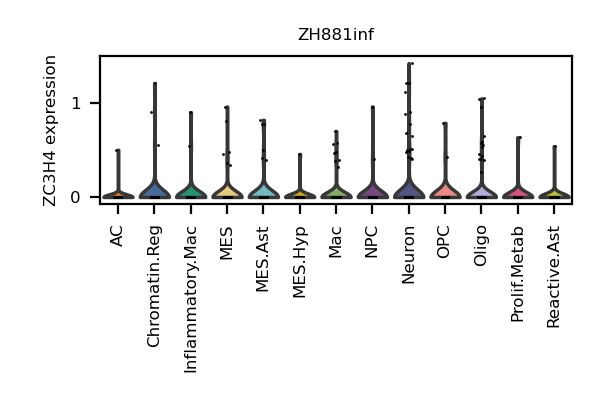 ZH881inf
ZC3H4 expression
1
0
AC
Chromatin.Reg
Inflammatory.Mac
MES
MES.Ast
MES.Hyp
Mac
NPC
Neuron
OPC
Oligo
Prolif.Metab
Reactive.Ast